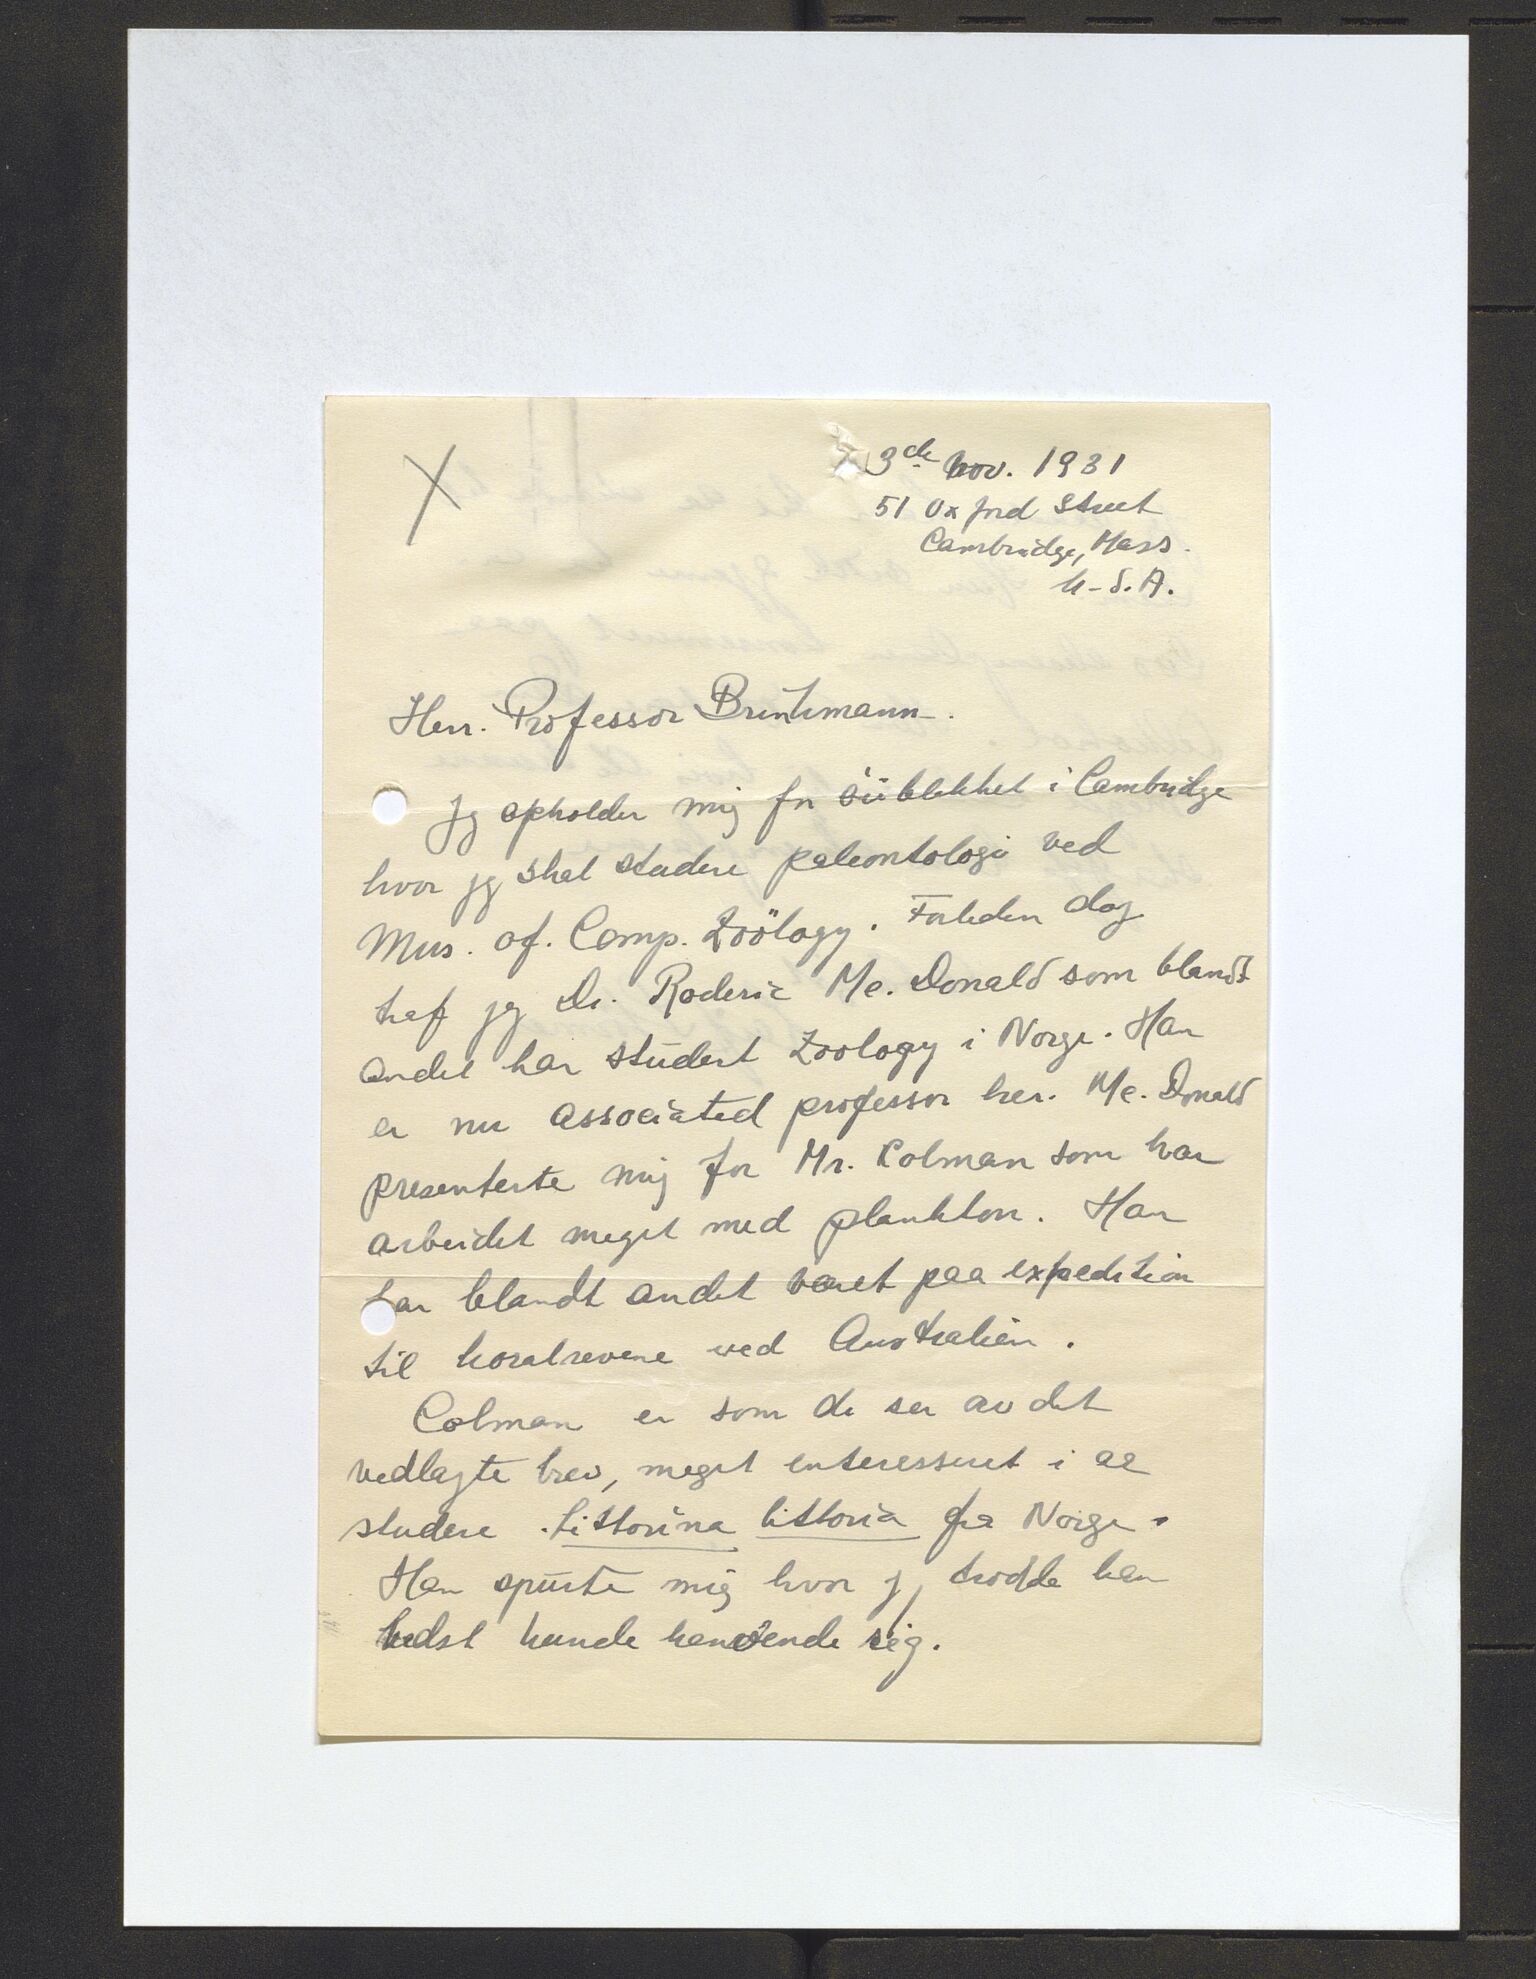 X
3de nov. 1931
51 Oxford Street
Cambridge, Mass.
U.S.A.
Herr. Professor Brinkmann.
Jeg opholder mig for øieblikket i Cambridge
hvor jeg skal studere paleontologi ved
Mus. of. Comp. Zoölogy. Forleden dag
traf jeg Dr. Roderic Mc. Donald som blandt
andet har studert Zoology i Norge. Han
er nu associated professor her. Mc. Donald
presenterte mig for Mr. Colman som har
arbeidet meget med plankton. Han
har blandt andet været paa expedition
til koralrevene ved Australien.
Colman er som de ser av det
vedlagte brev, meget interesseret i aa
studere Littorina littoria fra Norge.
Han spurte mig hvor jeg trodde han
bedst kunde henvende sig.